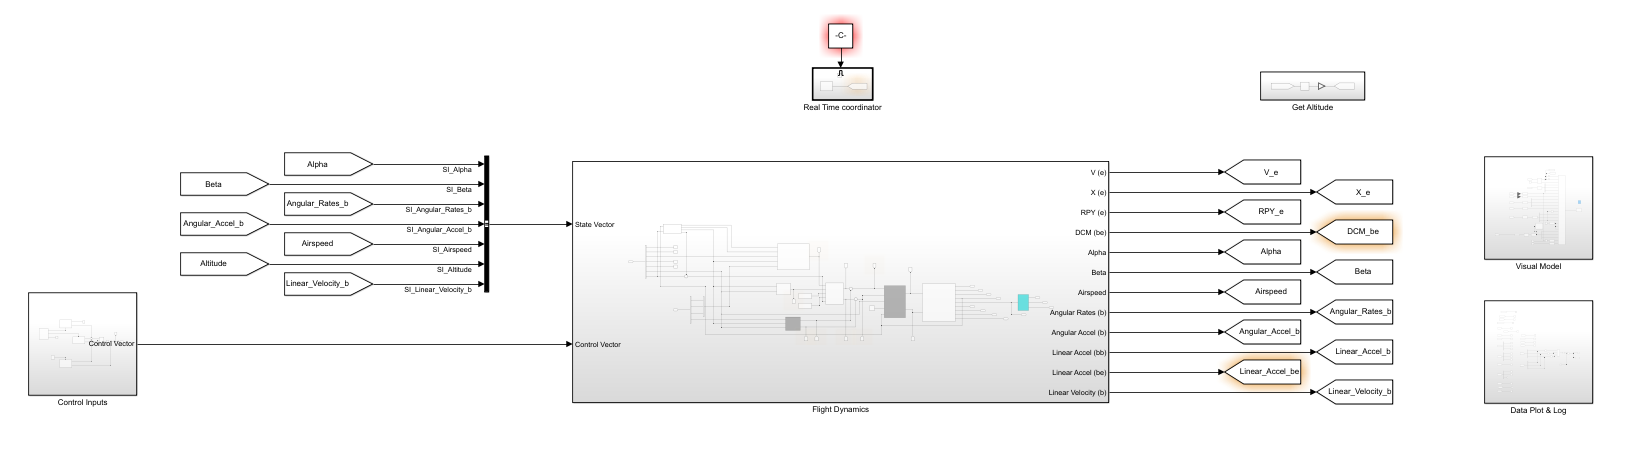 -C-
Real Time coordinator
Get Altitude
Alpha
SI_Alpha
Beta
SI_Beta
Angular_Rates_b
SI_Angular_Rates_b
Angular_Accel_b
SI_Angular_Accel_b
Airspeed
SI_Airspeed
Altitude
SI_Altitude
Linear_Velocity_b
SI_Linear_Velocity_b
Control Vector
Control Inputs
State Vector
Control Vector
Flight Dynamics
V (e)
X (e)
RPY (e)
DCM (be)
Alpha
Beta
Airspeed
Angular Rates (b)
Angular Accel (b)
Linear Accel (bb)
Linear Accel (be)
Linear Velocity (b)
V_e
X_e
RPY_e
DCM_be
Alpha
Beta
Airspeed
Angular_Rates_b
Angular_Accel_b
Linear_Accel_b
Linear_Accel_be
Linear_Velocity_b
Visual Model
Data Plot & Log